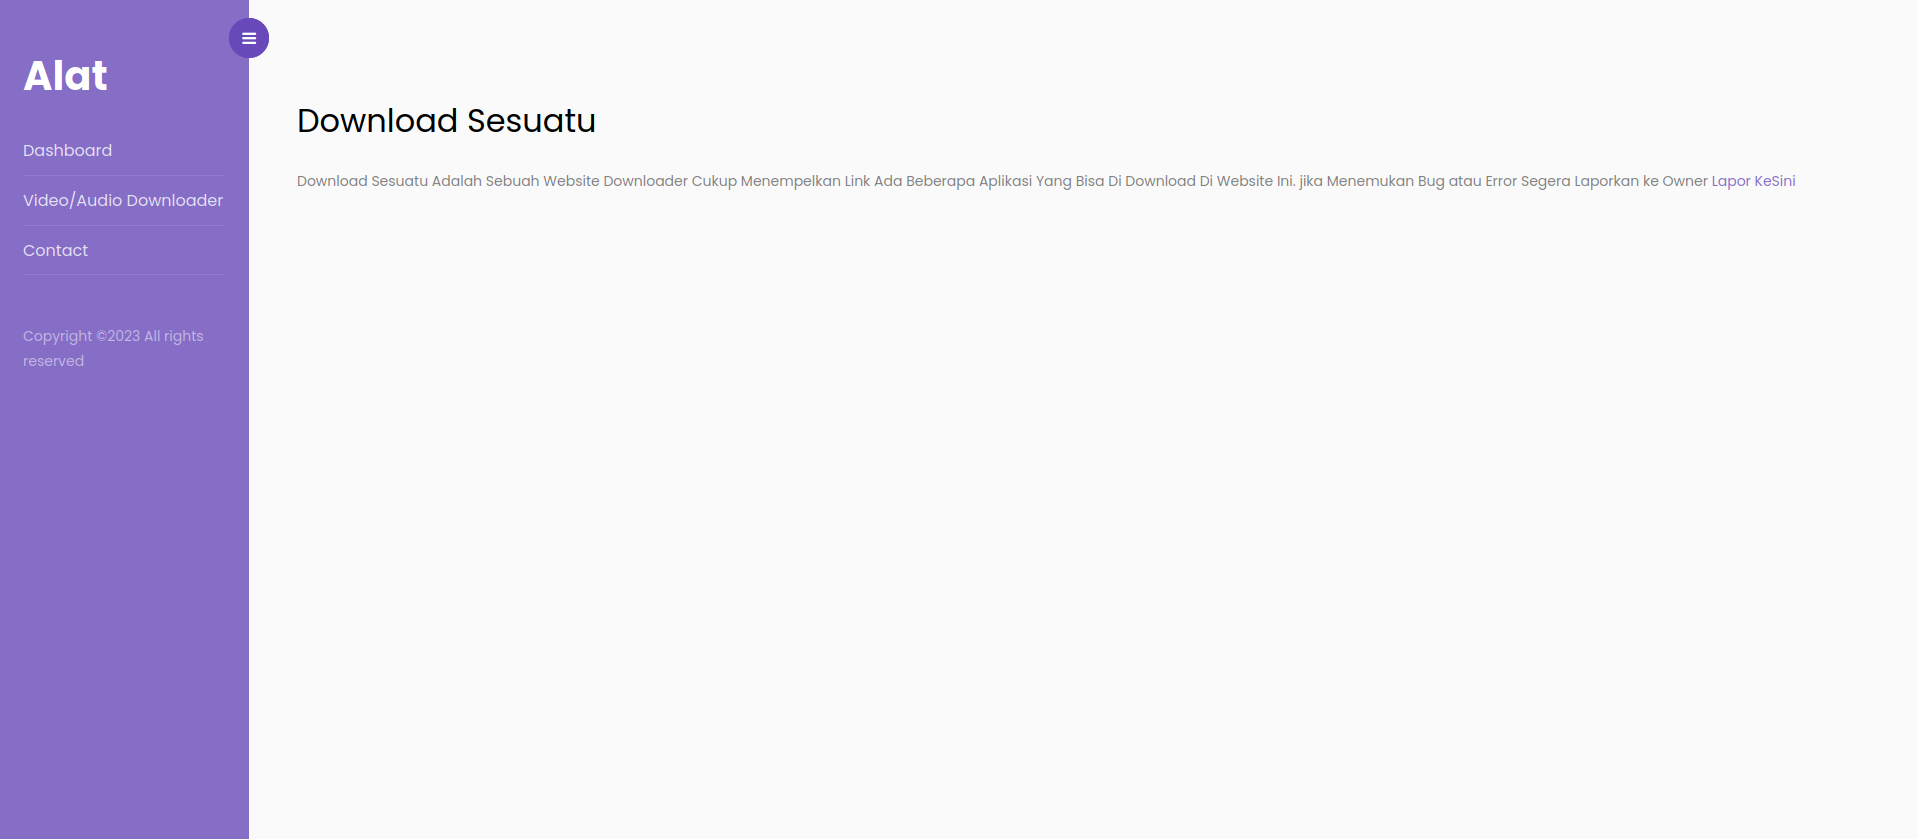 Alat
Dashboard
Video/Audio Downloader
Contact
Copyright ©2023 All rights
reserved
Download Sesuatu
Download Sesuatu Adalah Sebuah Website Downloader Cukup Menempelkan Link Ada Beberapa Aplikasi Yang Bisa Di Download Di Website Ini. jika Menemukan Bug atau Error Segera Laporkan ke Owner Lapor KeSini